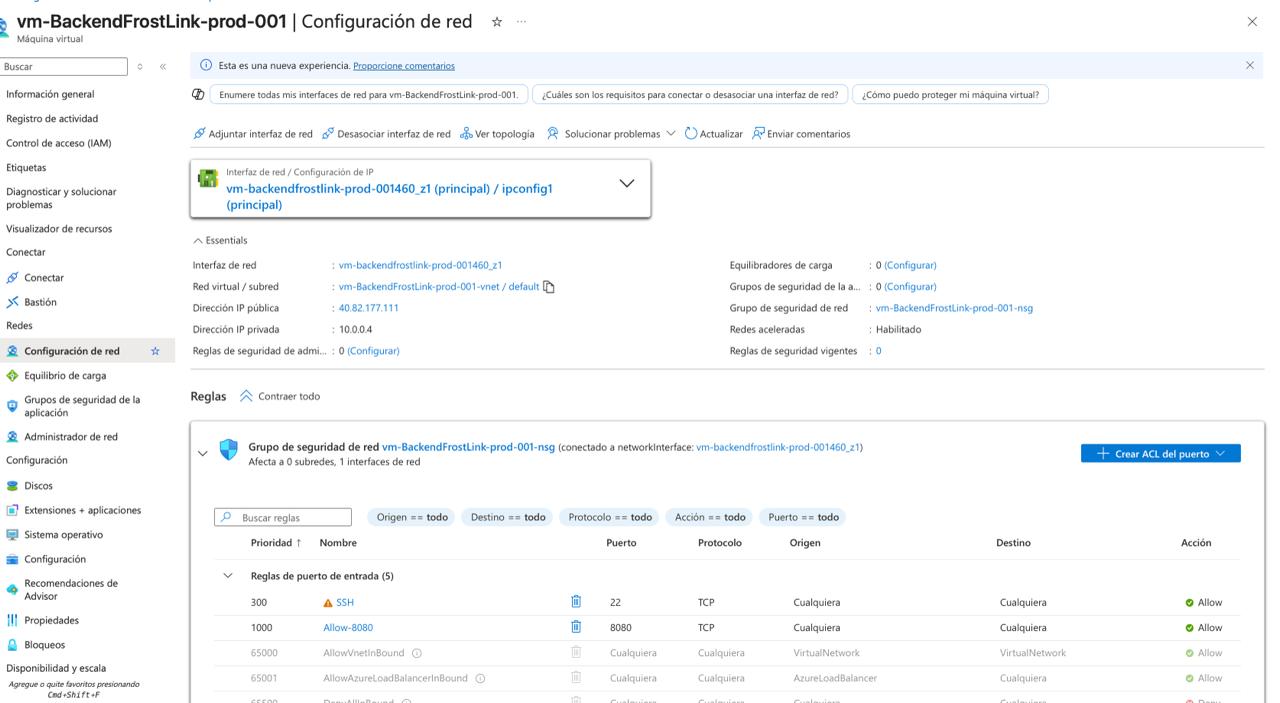 vm-BackendFrostLink-prod-001 | Configuración de red ☆ ...
Máquina virtual
Buscar
Información general
Registro de actividad
Control de acceso (IAM)
Etiquetas
Diagnosticar y solucionar
problemas
Visualizador de recursos
Conectar
Conectar
Bastión
Redes
Configuración de red
Equilibrio de carga
Grupos de seguridad de la
aplicación
Administrador de red
Configuración
Discos
Extensiones + aplicaciones
Sistema operativo
Configuración
Recomendaciones de
Advisor
Propiedades
Bloqueos
Disponibilidad y escala
Agregue o quite favoritos presionando
Cmd+Shift+F
Esta es una nueva experiencia. Proporcione comentarios
Enumere todas mis interfaces de red para vm-BackendFrostLink-prod-001. ¿Cuáles son los requisitos para conectar o desasociar una interfaz de red? ¿Cómo puedo proteger mi máquina virtual?
Adjuntar interfaz de red Desasociar interfaz de red Ver topología Solucionar problemas Actualizar Enviar comentarios
Interfaz de red / Configuración de IP
vm-backendfrostlink-prod-001460_z1 (principal) / ipconfig1
(principal)
Essentials
Interfaz de red : vm-backendfrostlink-prod-001460_z1
Red virtual / subred : vm-BackendFrostLink-prod-001-vnet / default
Dirección IP pública : 40.82.177.111
Dirección IP privada : 10.0.0.4
Reglas de seguridad de admi... : 0 (Configurar)
Equilibradores de carga : 0 (Configurar)
Grupos de seguridad de la a... : 0 (Configurar)
Grupo de seguridad de red : vm-BackendFrostLink-prod-001-nsg
Redes aceleradas : Habilitado
Reglas de seguridad vigentes : 0
Reglas Contraer todo
Grupo de seguridad de red vm-BackendFrostLink-prod-001-nsg (conectado a networkInterface: vm-backendfrostlink-prod-001460_z1)
Afecta a 0 subredes, 1 interfaces de red
Crear ACL del puerto
Buscar reglas Origen == todo Destino == todo Protocolo == todo Acción == todo Puerto == todo
Prioridad ↑ Nombre Puerto Protocolo Origen Destino Acción
Reglas de puerto de entrada (5)
300 SSH 22 TCP Cualquiera Cualquiera Allow
1000 Allow-8080 8080 TCP Cualquiera Cualquiera Allow
65000 AllowVnetInBound Cualquiera Cualquiera VirtualNetwork VirtualNetwork Allow
65001 AllowAzureLoadBalancerInBound Cualquiera Cualquiera AzureLoadBalancer Cualquiera Allow
65500 DenyAllInBound Cualquiera Cualquiera Cualquiera Cualquiera Deny